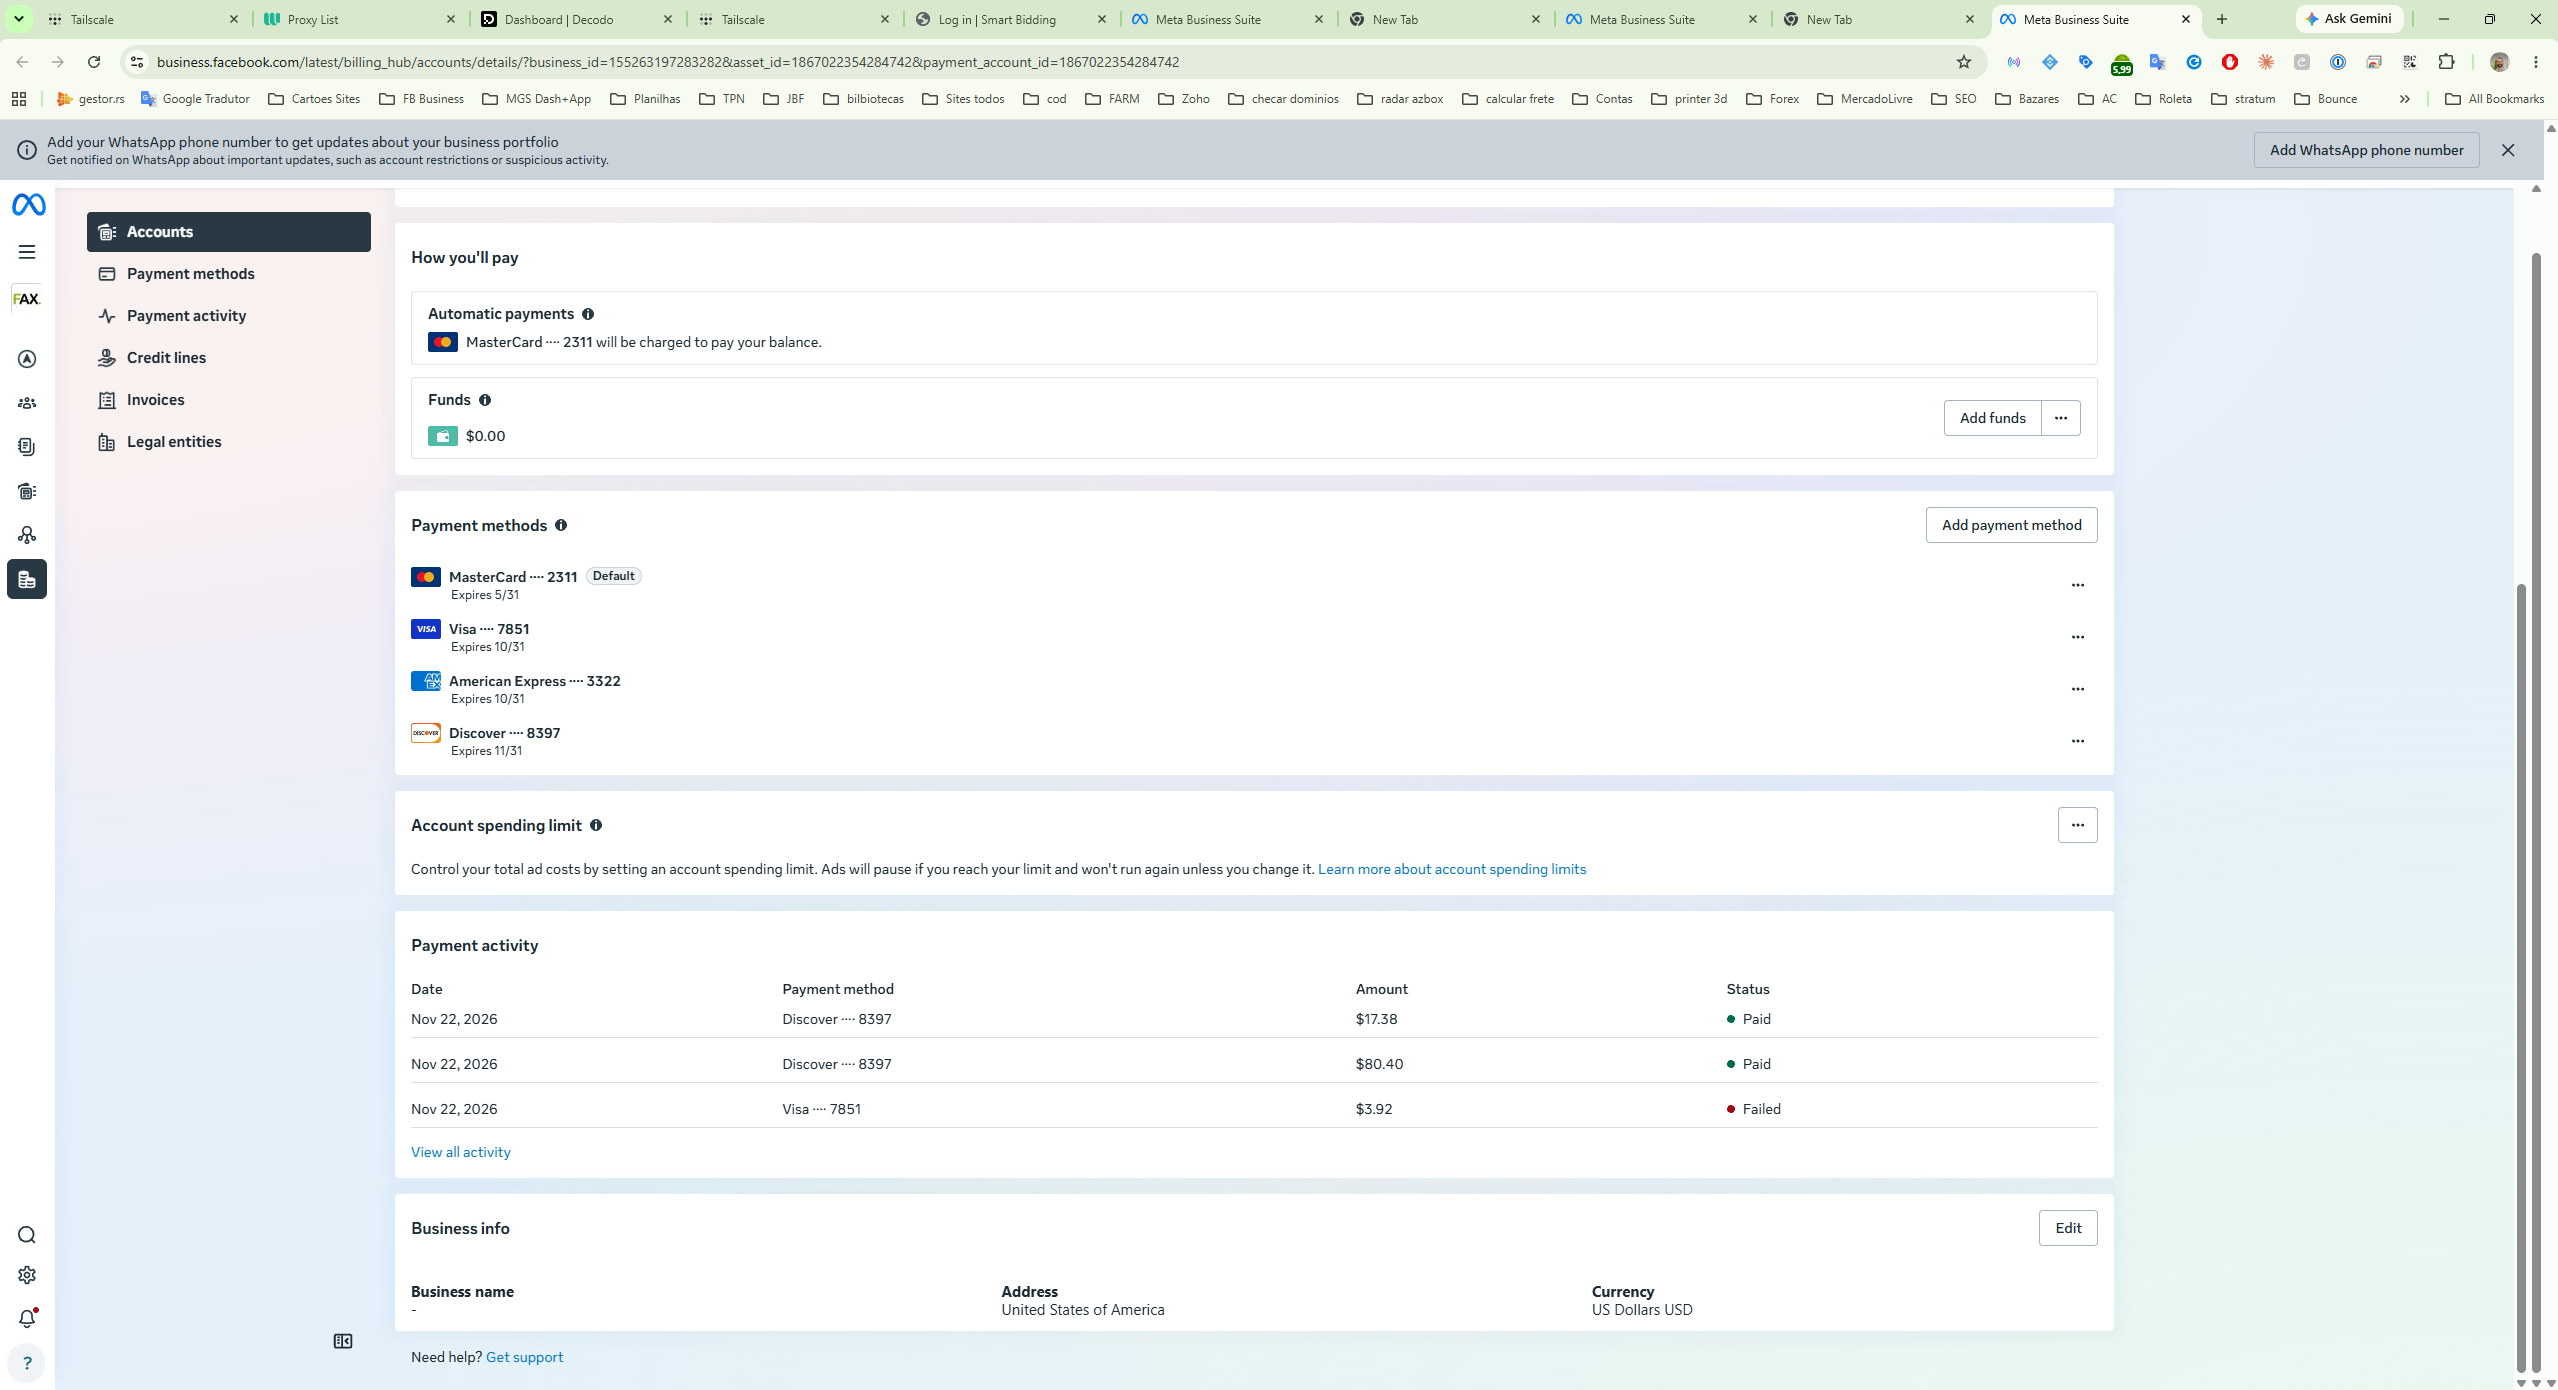 Tailscale
Proxy List
Dashboard | Decodo
Tailscale
Log in | Smart Bidding
Meta Business Suite
New Tab
Meta Business Suite
New Tab
Meta Business Suite
Ask Gemini
business.facebook.com/latest/billing_hub/accounts/details/?business_id=155263197283282&asset_id=1867022354284742&payment_account_id=1867022354284742
5,99
gestor.rs
Google Tradutor
Cartoes Sites
FB Business
MGS Dash+App
Planilhas
TPN
JBF
bilbiotecas
Sites todos
cod
FARM
Zoho
checar dominios
radar azbox
calcular frete
Contas
printer 3d
Forex
MercadoLivre
SEO
Bazares
AC
Roleta
stratum
Bounce
All Bookmarks
Add your WhatsApp phone number to get updates about your business portfolio
Get notified on WhatsApp about important updates, such as account restrictions or suspicious activity.
Add WhatsApp phone number
FAX.
Accounts
Payment methods
Payment activity
Credit lines
Invoices
Legal entities
How you'll pay
Automatic payments
MasterCard ···· 2311 will be charged to pay your balance.
Funds
$0.00
Add funds
Payment methods
Add payment method
MasterCard ···· 2311 Default
Expires 5/31
VISA Visa ···· 7851
Expires 10/31
AM EX American Express ···· 3322
Expires 10/31
DISCOVER Discover ···· 8397
Expires 11/31
Account spending limit
Control your total ad costs by setting an account spending limit. Ads will pause if you reach your limit and won't run again unless you change it. Learn more about account spending limits
Payment activity
Date Payment method Amount Status
Nov 22, 2026 Discover ···· 8397 $17.38 Paid
Nov 22, 2026 Discover ···· 8397 $80.40 Paid
Nov 22, 2026 Visa ···· 7851 $3.92 Failed
View all activity
Business info
Edit
Business name Address Currency
- United States of America US Dollars USD
Need help? Get support